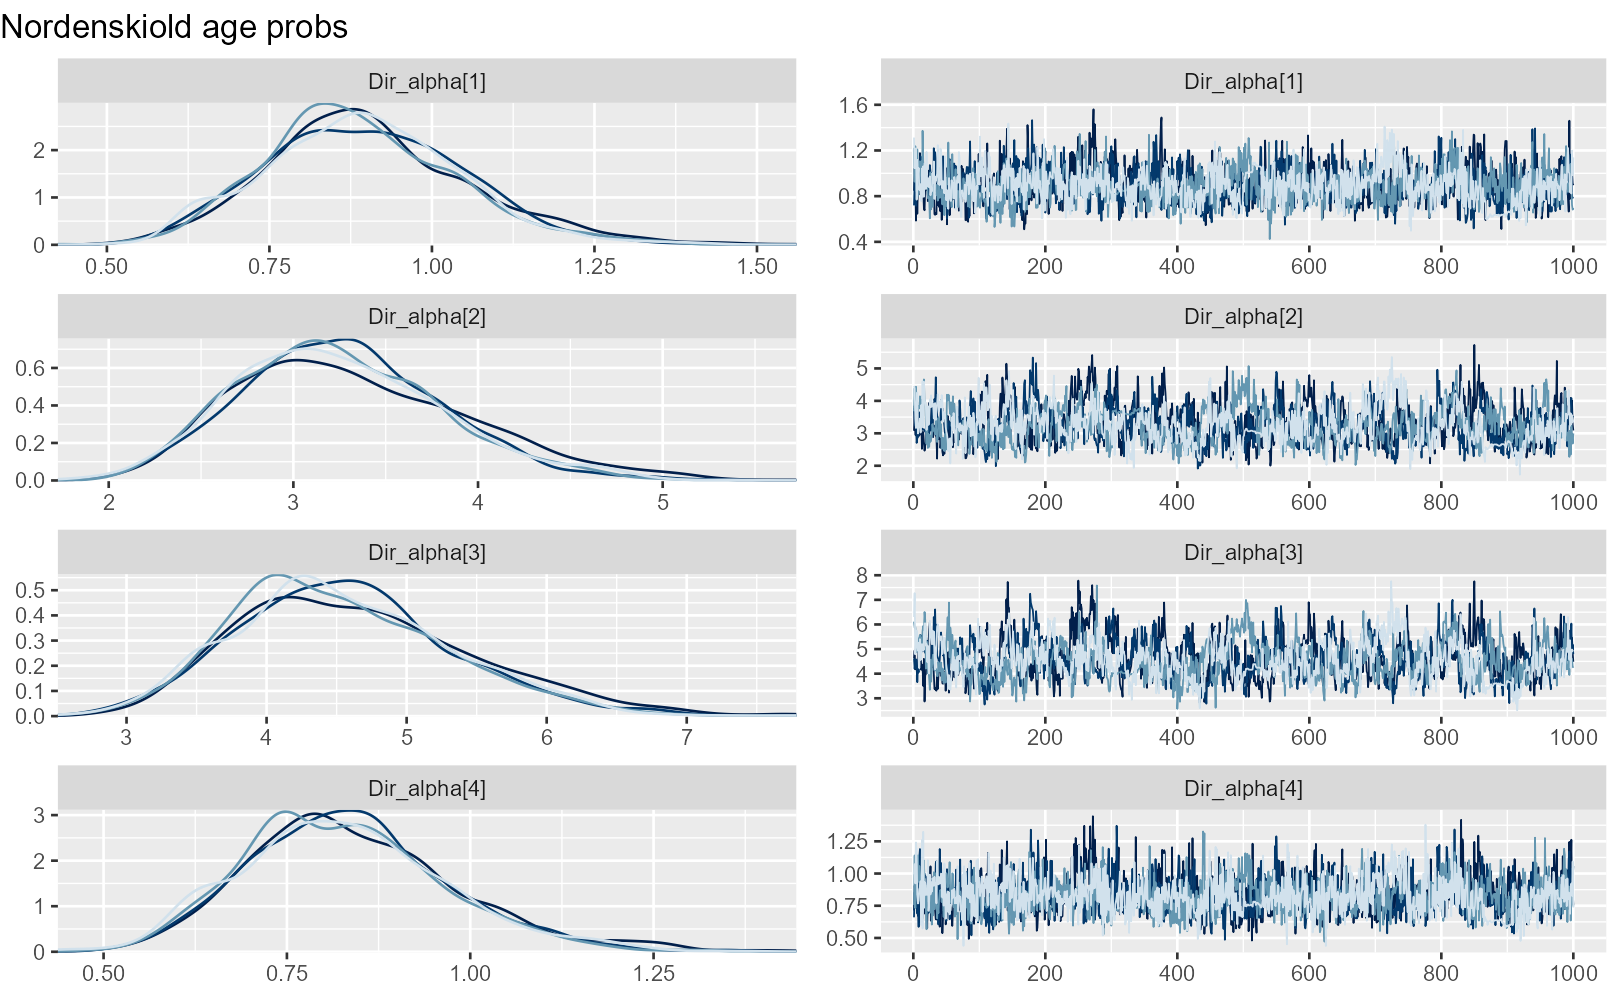 Nordenskiold age probs
Dir_alpha[1] Dir_alpha[1]
2
1
0
0.50 0.75 1.00 1.25 1.50
1.6
1.2
0.8
0.4
0 200 400 600 800 1000
Dir_alpha[2] Dir_alpha[2]
0.6
0.4
0.2
0.0
2 3 4 5
5
4
3
2
0 200 400 600 800 1000
Dir_alpha[3] Dir_alpha[3]
0.5
0.4
0.3
0.2
0.1
0.0
3 4 5 6 7
8
7
6
5
4
3
0 200 400 600 800 1000
Dir_alpha[4] Dir_alpha[4]
3
2
1
0
0.50 0.75 1.00 1.25
1.25
1.00
0.75
0.50
0 200 400 600 800 1000